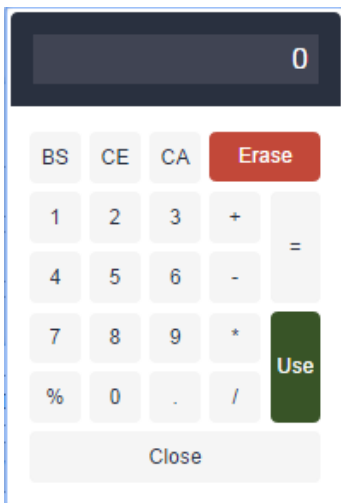 0
BS CE CA Erase
1 2 3 +
=
4 5 6 -
7 8 9 *
Use
% 0 . /
Close